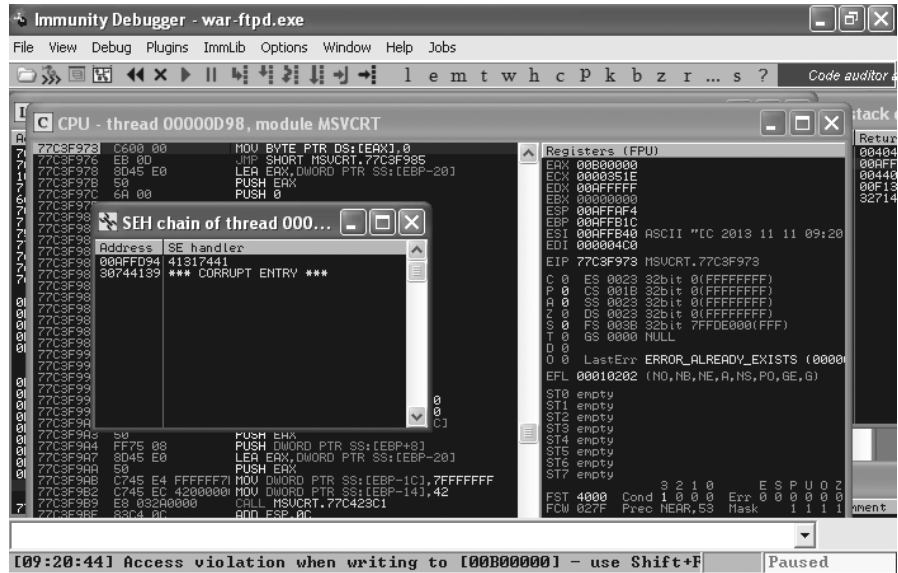 Immunity Debugger - war-ftpd.exe
File View Debug Plugins ImmLib Options Window Help Jobs
l e m t w h c P k b z r ... s ? Code auditor
C CPU - thread 00000D98, module MSVCRT
77C3F973 C600 00 MOV BYTE PTR DS:[EAX],0
77C3F976 EB 0D JMP SHORT MSVCRT.77C3F985
77C3F978 8D45 E0 LEA EAX,DWORD PTR SS:[EBP-20]
77C3F97B 50 PUSH EAX
77C3F97C 6A 00 PUSH 0
SEH chain of thread 000...
Address SE handler
00AFFD94 41317441
30744139 *** CORRUPT ENTRY ***
77C3F9A3 50 PUSH EAX
77C3F9A4 FF75 08 PUSH DWORD PTR SS:[EBP+8]
77C3F9A7 8D45 E0 LEA EAX,DWORD PTR SS:[EBP-20]
77C3F9AA 50 PUSH EAX
77C3F9AB C745 E4 FFFFFF7 MOV DWORD PTR SS:[EBP-1C],7FFFFFFF
77C3F9B2 C745 EC 4200000 MOV DWORD PTR SS:[EBP-14],42
77C3F9B9 E8 032A0000 CALL MSVCRT.77C423C1
77C3F9BE 83C4 0C ADD ESP,0C
Registers (FPU)
EAX 00B00000
ECX 0000351E
EDX 00AFFFFF
EBX 00000000
ESP 00AFFAF4
EBP 00AFFB1C
ESI 00AFFB40 ASCII "[C 2013 11 11 09:20
EDI 000004C0
EIP 77C3F973 MSVCRT.77C3F973
C 0 ES 0023 32bit 0(FFFFFFFF)
P 0 CS 001B 32bit 0(FFFFFFFF)
A 0 SS 0023 32bit 0(FFFFFFFF)
Z 0 DS 0023 32bit 0(FFFFFFFF)
S 0 FS 003B 32bit 7FFDE000(FFF)
T 0 GS 0000 NULL
D 0
O 0 LastErr ERROR_ALREADY_EXISTS (00000
EFL 00010202 (NO,NB,NE,A,NS,PO,GE,G)
ST0 empty
ST1 empty
ST2 empty
ST3 empty
ST4 empty
ST5 empty
ST6 empty
ST7 empty
3 2 1 0 E S P U O Z
FST 4000 Cond 1 0 0 0 Err 0 0 0 0 0 0
FCW 027F Prec NEAR,53 Mask 1 1 1 1
[09:20:44] Access violation when writing to [00B00000] - use Shift+F
Paused